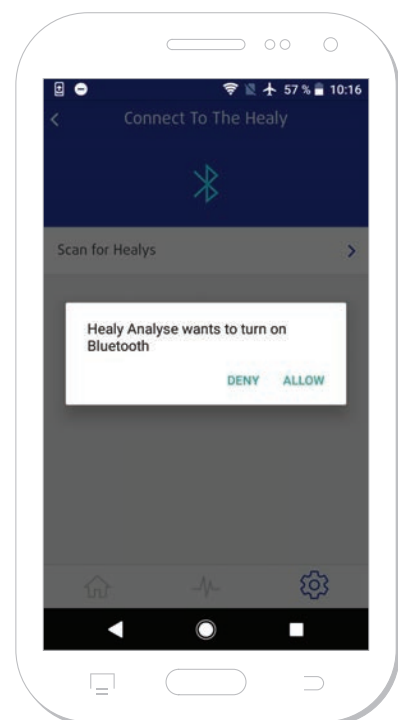 57 % 10:16
Connect To The Healy
Scan for Healys
Healy Analyse wants to turn on
Bluetooth
DENY ALLOW